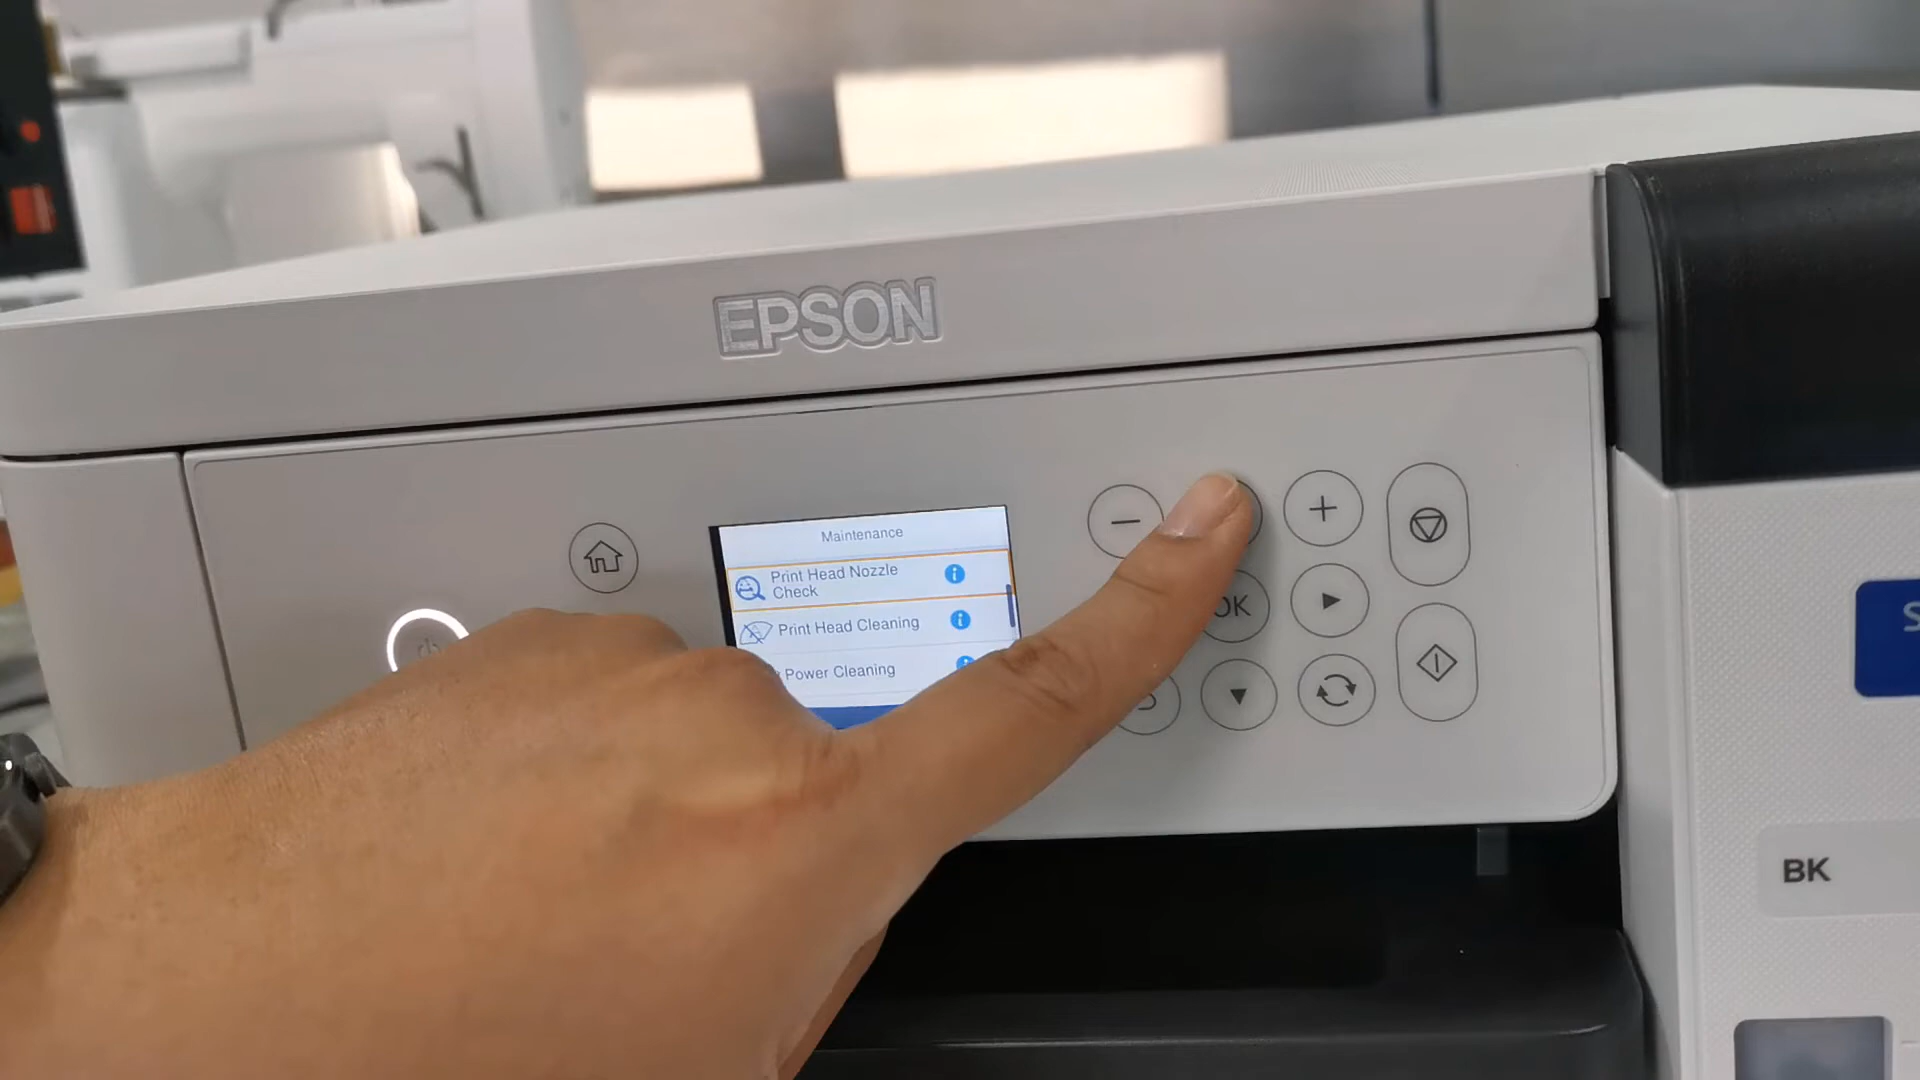 EPSON
Maintenance
Print Head Nozzle
Check
Print Head Cleaning
Power Cleaning
OK
S
BK